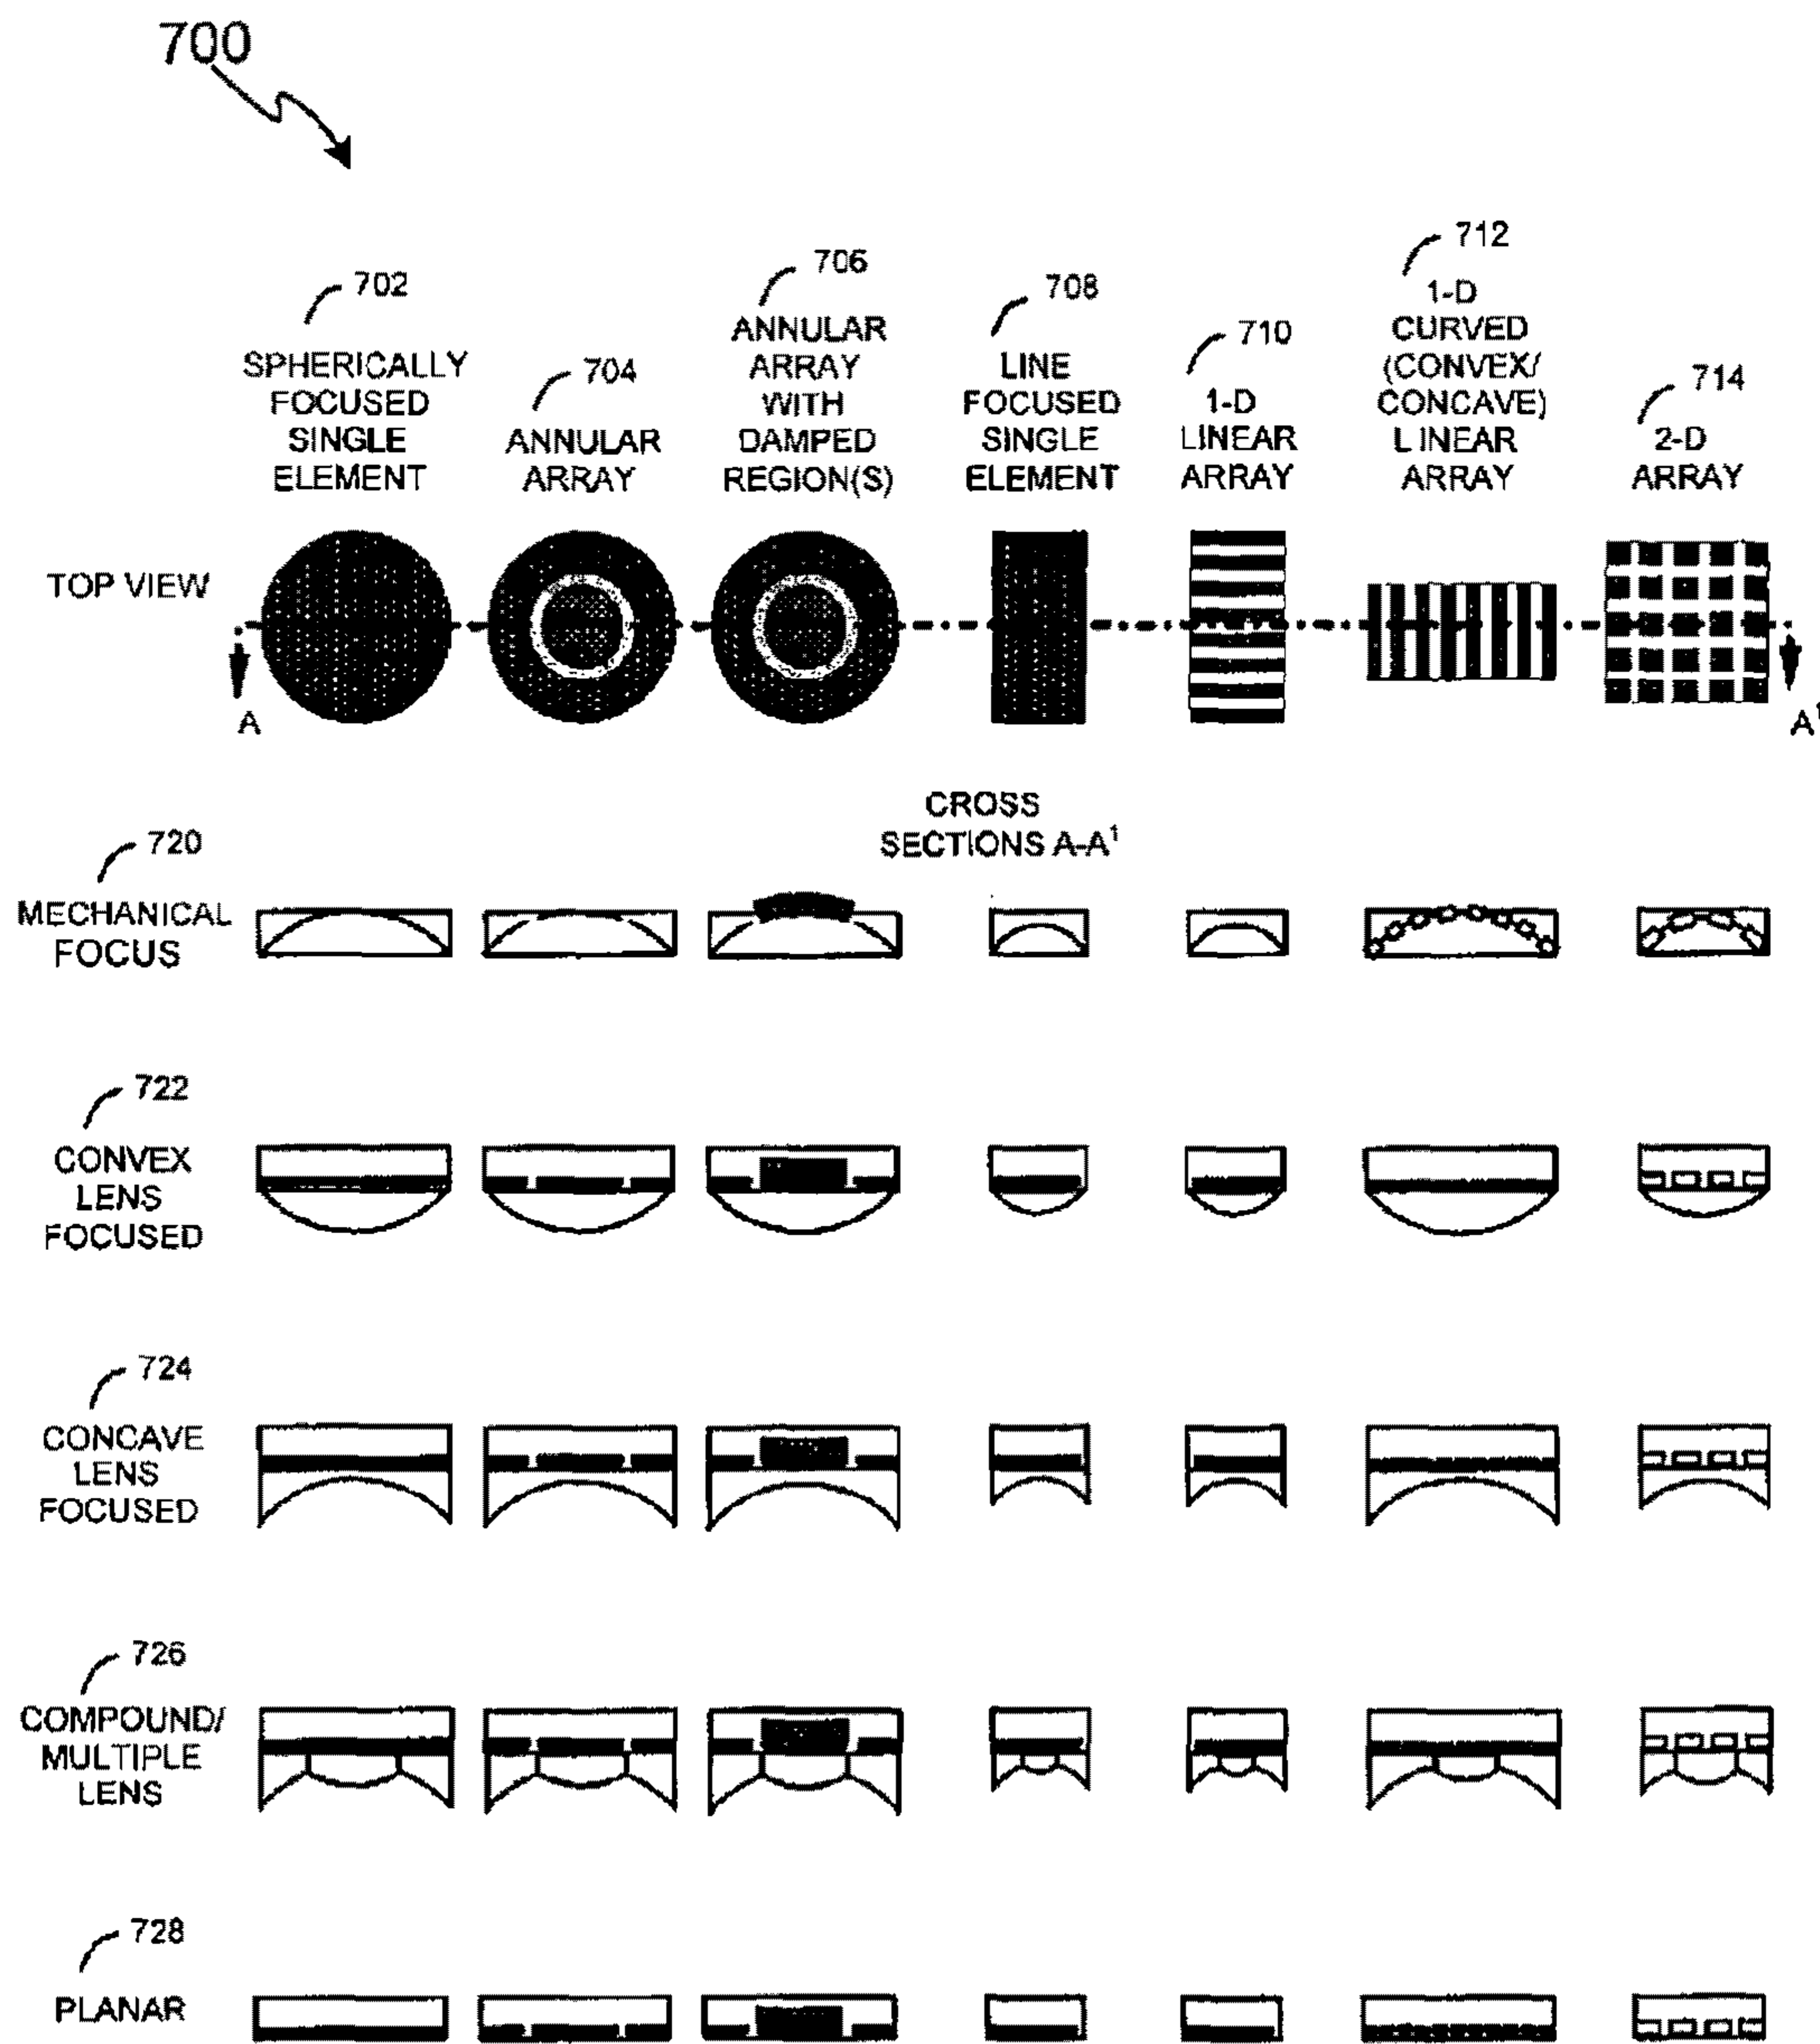 700
702
SPHERICALLY
FOCUSED
SINGLE
ELEMENT
704
ANNULAR
ARRAY
706
ANNULAR
ARRAY
WITH
DAMPED
REGION(S)
708
LINE
FOCUSED
SINGLE
ELEMENT
710
1-D
LINEAR
ARRAY
712
1-D
CURVED
(CONVEX/
CONCAVE)
LINEAR
ARRAY
714
2-D
ARRAY
TOP VIEW
A
A¹
CROSS
SECTIONS A-A¹
720
MECHANICAL
FOCUS
722
CONVEX
LENS
FOCUSED
724
CONCAVE
LENS
FOCUSED
726
COMPOUND/
MULTIPLE
LENS
728
PLANAR